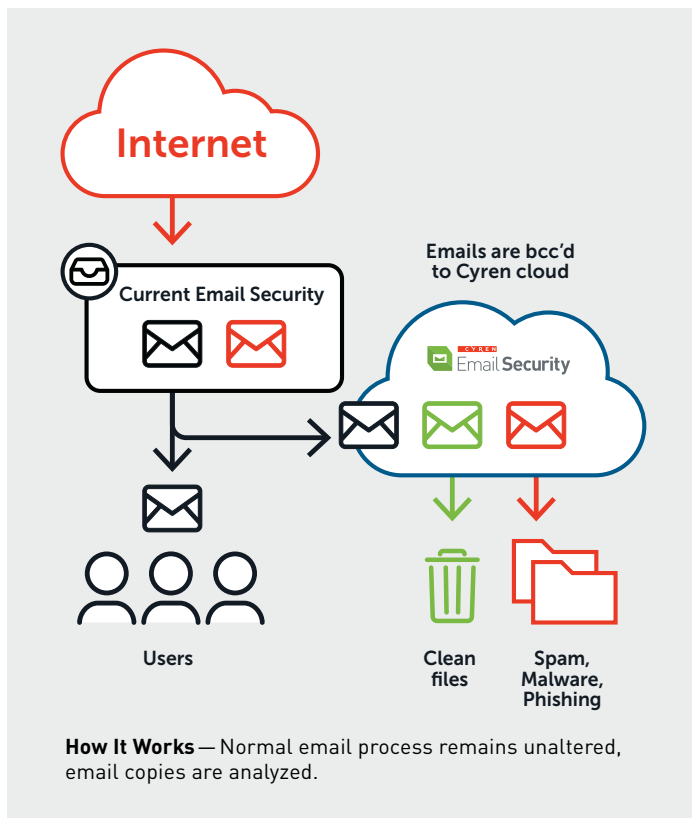 Internet
Current Email Security
Emails are bcc'd
to Cyren cloud
CYREN
Email Security
Users
Clean
files
Spam,
Malware,
Phishing
How It Works — Normal email process remains unaltered,
email copies are analyzed.